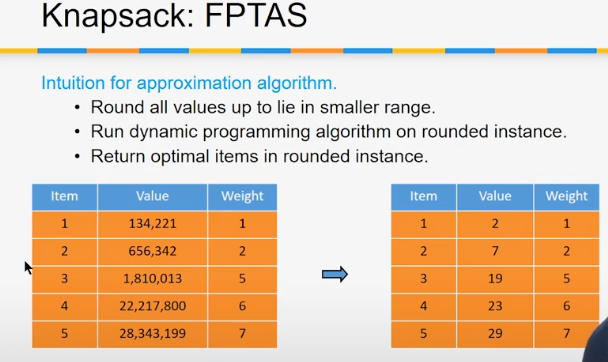 Knapsack: FPTAS
Intuition for approximation algorithm.
• Round all values up to lie in smaller range.
• Run dynamic programming algorithm on rounded instance.
• Return optimal items in rounded instance.
Item Value Weight
1 134,221 1
2 656,342 2
3 1,810,013 5
4 22,217,800 6
5 28,343,199 7
Item Value Weight
1 2 1
2 7 2
3 19 5
4 23 6
5 29 7